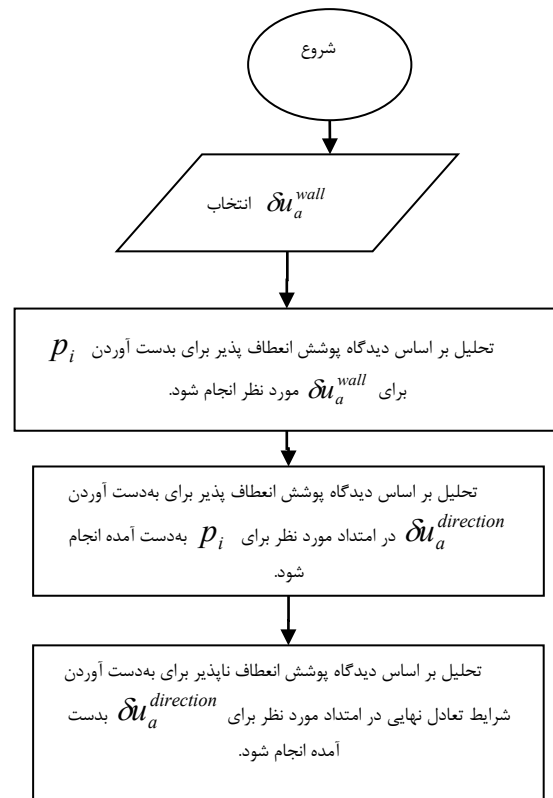 شروع
انتخاب δu_a^{wall}
تحلیل بر اساس دیدگاه پوشش انعطاف پذیر برای بدست آوردن p_i
برای δu_a^{wall} مورد نظر انجام شود.
تحلیل بر اساس دیدگاه پوشش انعطاف پذیر برای به‌دست آوردن
δu_a^{direction} در امتداد مورد نظر برای p_i به‌دست آمده انجام
شود.
تحلیل بر اساس دیدگاه پوشش انعطاف ناپذیر برای به‌دست آوردن
شرایط تعادل نهایی در امتداد مورد نظر برای δu_a^{direction} بدست
آمده انجام شود.